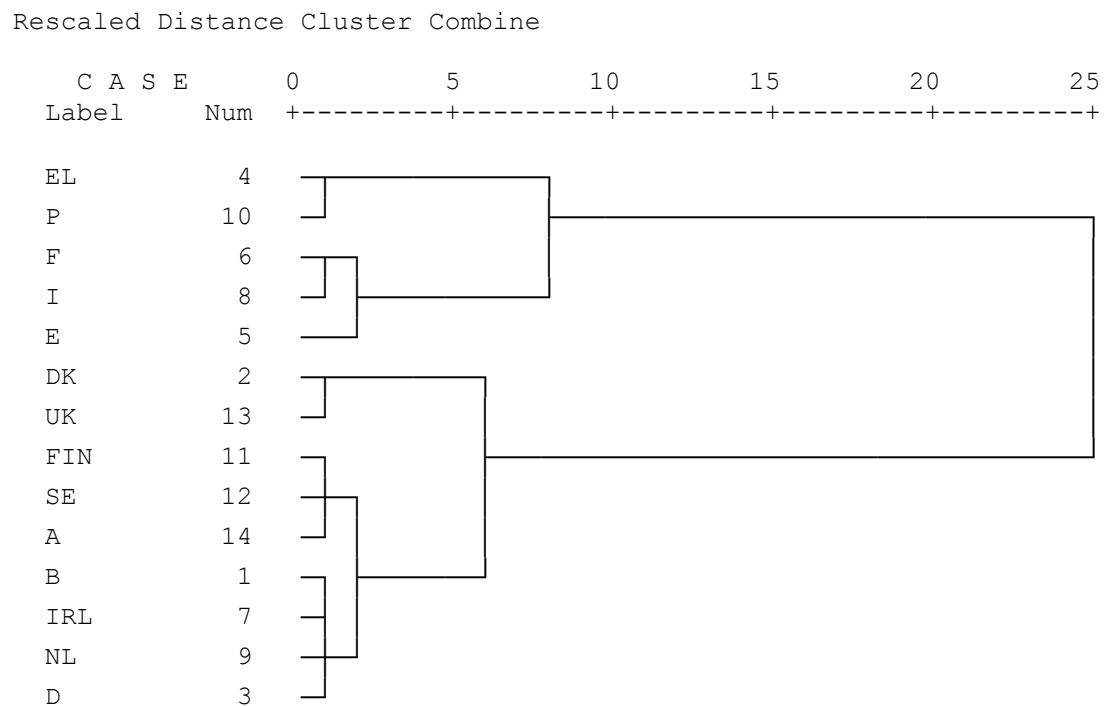 Rescaled Distance Cluster Combine
C A S E 0 5 10 15 20 25
Label Num +---------+---------+---------+---------+---------+
EL 4
P 10
F 6
I 8
E 5
DK 2
UK 13
FIN 11
SE 12
A 14
B 1
IRL 7
NL 9
D 3